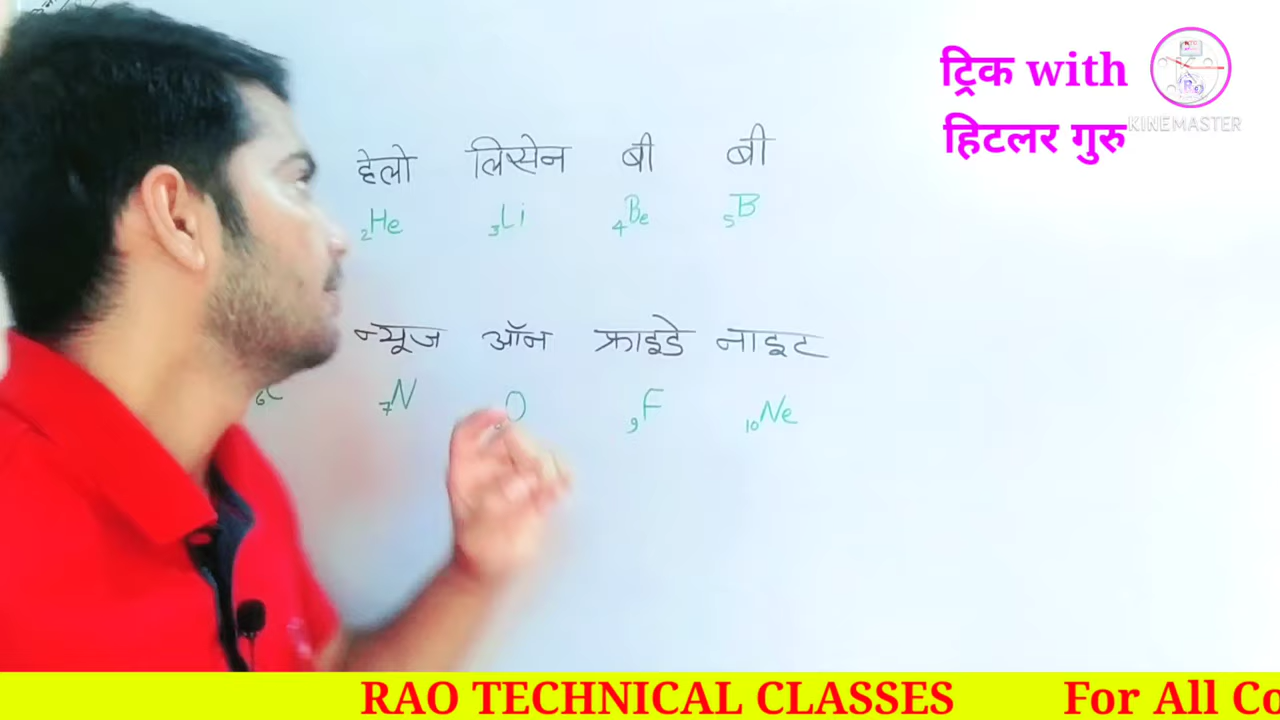 ट्रिक with
हिटलर गुरु
KINEMASTER
हेलो लिस्सेन बी बी
2He 3Li 4Be 5B
न्यूज ऑन फ्राइडे नाइट
6C 7N O 9F 10Ne
RAO TECHNICAL CLASSES For All Co